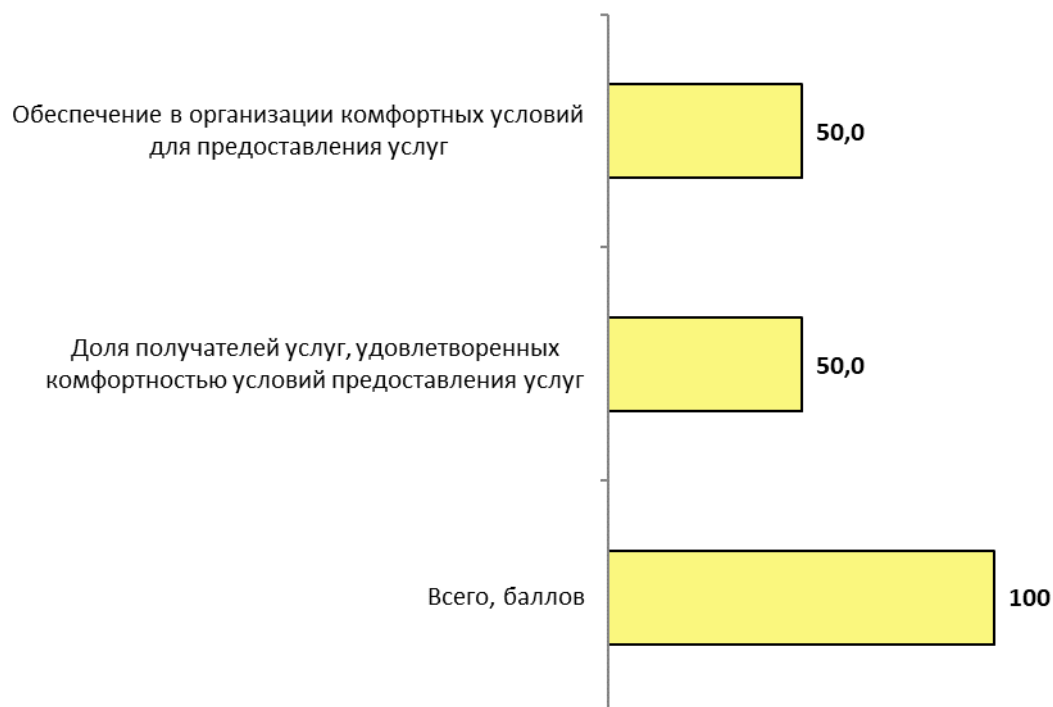 Обеспечение в организации комфортных условий
для предоставления услуг
50,0
Доля получателей услуг, удовлетворенных
комфортностью условий предоставления услуг
50,0
Всего, баллов
100